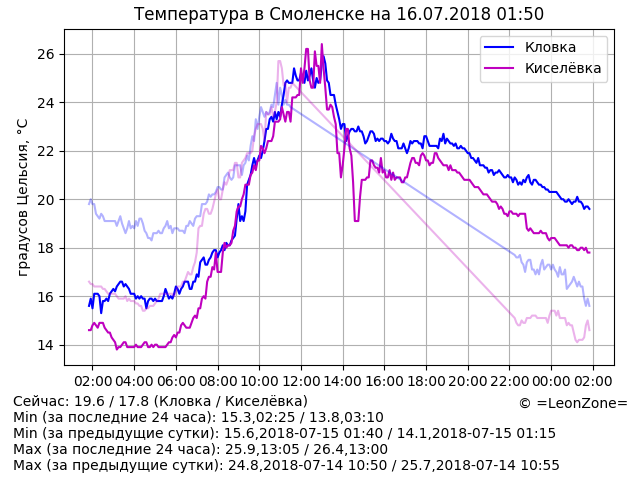 Температура в Смоленске на 16.07.2018 01:50
градусов Цельсия, °C
26
24
22
20
18
16
14
Кловка
Киселёвка
02:00 04:00 06:00 08:00 10:00 12:00 14:00 16:00 18:00 20:00 22:00 00:00 02:00
Сейчас: 19.6 / 17.8 (Кловка / Киселёвка)
© =LeonZone=
Min (за последние 24 часа): 15.3,02:25 / 13.8,03:10
Min (за предыдущие сутки): 15.6,2018-07-15 01:40 / 14.1,2018-07-15 01:15
Max (за последние 24 часа): 25.9,13:05 / 26.4,13:00
Max (за предыдущие сутки): 24.8,2018-07-14 10:50 / 25.7,2018-07-14 10:55